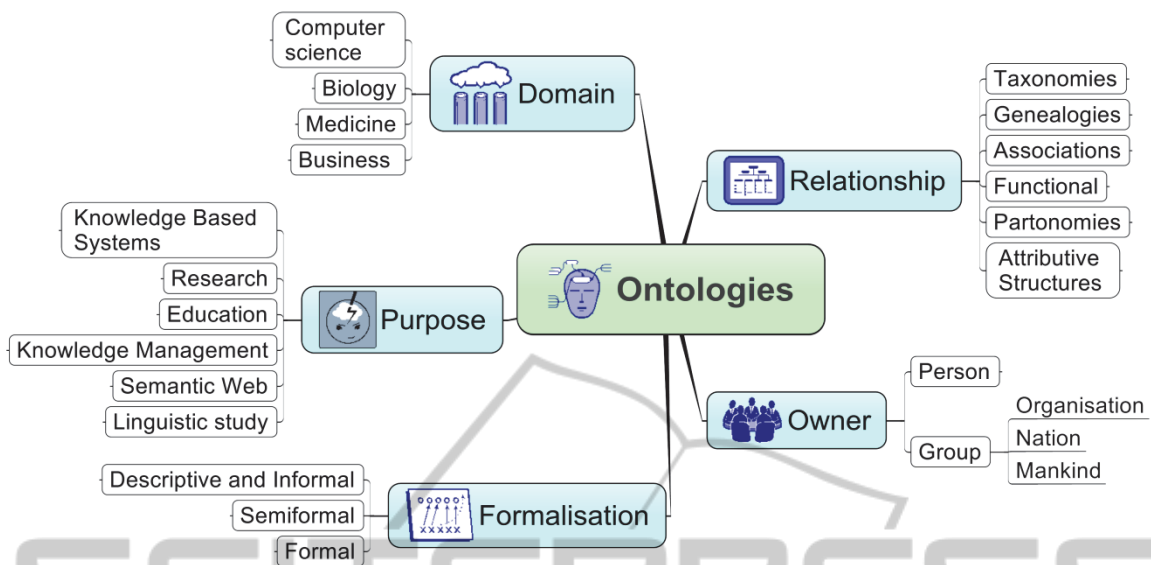 Ontologies
Domain
Computer
science
Biology
Medicine
Business
Relationship
Taxonomies
Genealogies
Associations
Functional
Partonomies
Attributive
Structures
Purpose
Knowledge Based
Systems
Research
Education
Knowledge Management
Semantic Web
Linguistic study
Owner
Person
Group
Organisation
Nation
Mankind
Formalisation
Descriptive and Informal
Semiformal
Formal